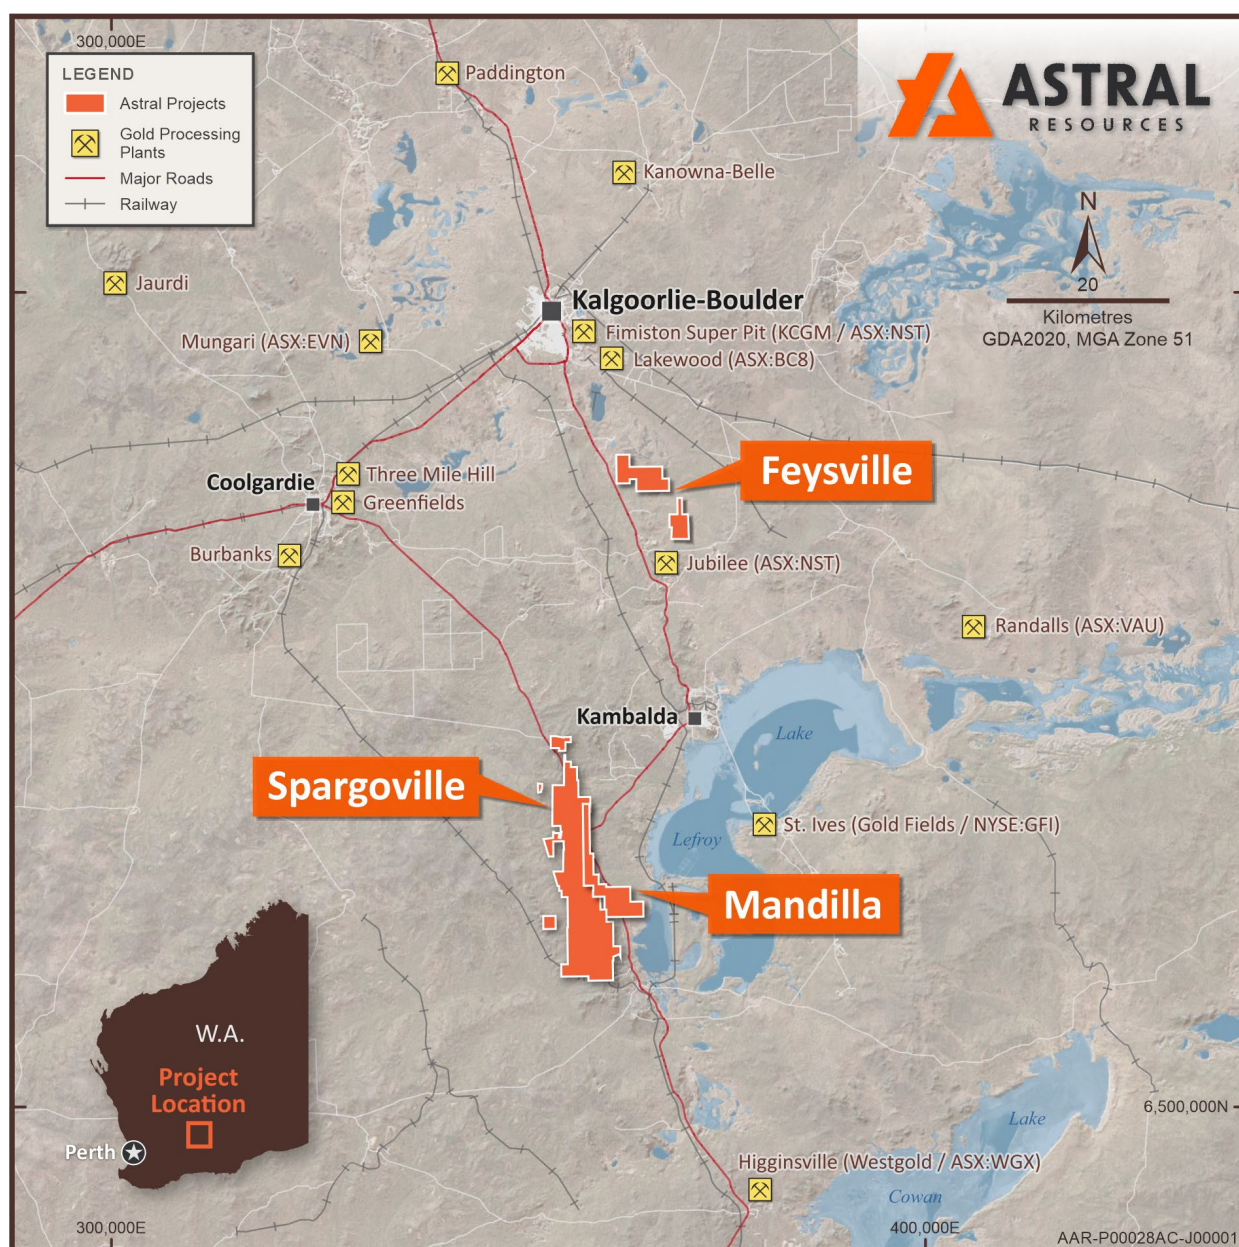 300,000E
LEGEND
Astral Projects
Gold Processing
Plants
Major Roads
Railway
ASTRAL
RESOURCES
Paddington
Kanowna-Belle
N
20
Kilometres
GDA2020, MGA Zone 51
Jaurdi
Kalgoorlie-Boulder
Mungari (ASX:EVN)
Fimiston Super Pit (KCGM / ASX:NST)
Lakewood (ASX:BC8)
Feysville
Three Mile Hill
Coolgardie
Greenfields
Burbanks
Jubilee (ASX:NST)
Randalls (ASX:VAU)
Kambalda
Lake
Spargoville
St. Ives (Gold Fields / NYSE:GFI)
Lefroy
Mandilla
W.A.
Project
Location
Perth
6,500,000N
Lake
Higginsville (Westgold / ASX:WGX)
Cowan
300,000E
400,000E
AAR-P00028AC-J00001